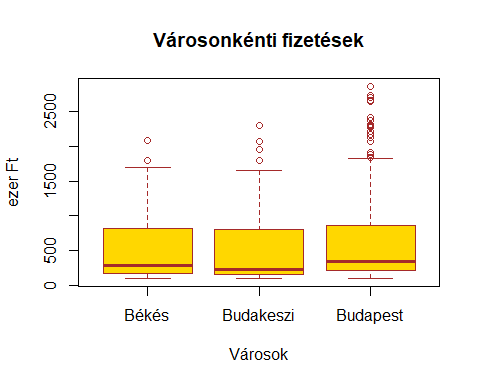 Városonkénti fizetések
ezer Ft
2500
1500
500
0
Békés
Budakeszi
Budapest
Városok